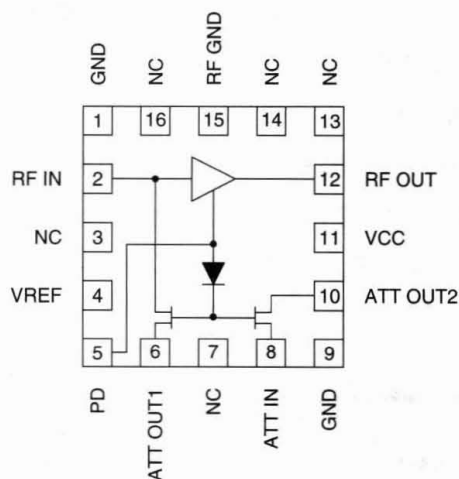 GND
NC
RF GND
NC
NC
1
16
15
14
13
RF IN
2
12
RF OUT
NC
3
11
VCC
VREF
4
10
ATT OUT2
5
6
7
8
9
PD
ATT OUT1
NC
ATT IN
GND